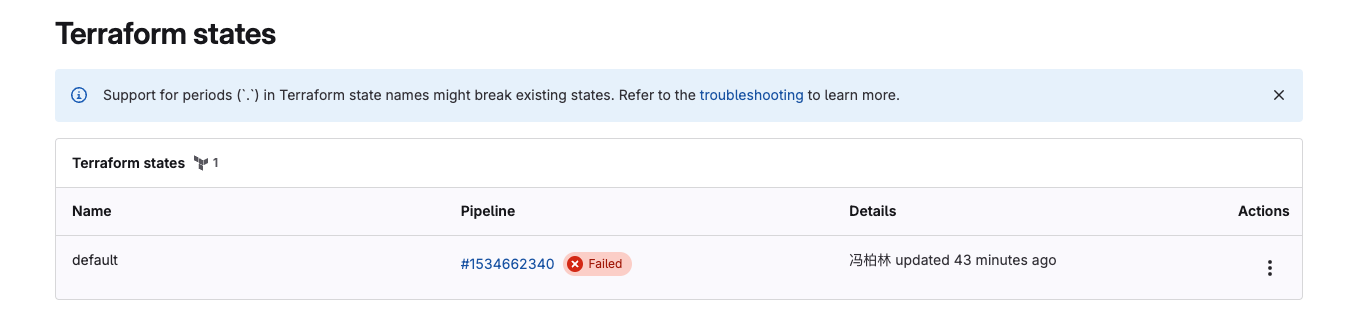 Terraform states
Support for periods (`.`) in Terraform state names might break existing states. Refer to the troubleshooting to learn more.
Terraform states 1
Name Pipeline Details Actions
default #1534662340 Failed 冯柏林 updated 43 minutes ago